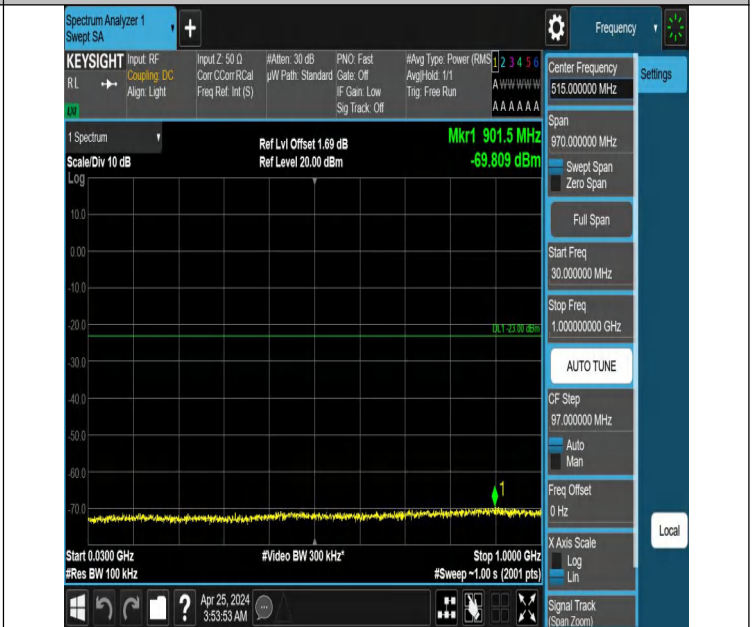 Spectrum Analyzer 1
Swept SA
+
Frequency
KEYSIGHT
RL
LXI
Input: RF
Coupling: DC
Align: Light
Input Z: 50 Ω
Corr CCorr RCal
Freq Ref: Int (S)
#Atten: 30 dB
µW Path: Standard
PNO: Fast
Gate: Off
IF Gain: Low
Sig Track: Off
#Avg Type: Power (RMS
Avg|Hold: 1/1
Trig: Free Run
1 2 3 4 5 6
A W W W W W
A A A A A A
1 Spectrum
Scale/Div 10 dB
Log
Ref Lvl Offset 1.69 dB
Ref Level 20.00 dBm
Mkr1 901.5 MHz
-69.809 dBm
10.0
0.00
-10.0
-20.0
DL1 -23.00 dBm
-30.0
-40.0
-50.0
-60.0
1
-70.0
Start 0.0300 GHz
#Res BW 100 kHz
#Video BW 300 kHz*
Stop 1.0000 GHz
#Sweep ~1.00 s (2001 pts)
?
Apr 25, 2024
3:53:53 AM
Center Frequency
515.000000 MHz
Settings
Span
970.000000 MHz
Swept Span
Zero Span
Full Span
Start Freq
30.000000 MHz
Stop Freq
1.000000000 GHz
AUTO TUNE
CF Step
97.000000 MHz
Auto
Man
Freq Offset
0 Hz
X Axis Scale
Log
Lin
Signal Track
(Span Zoom)
Local